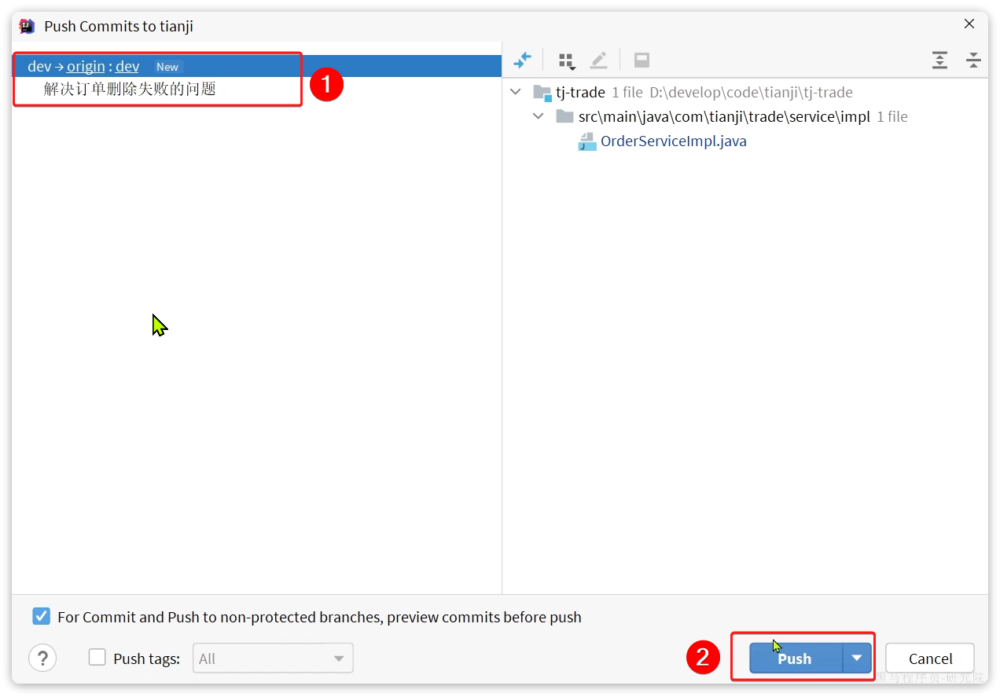 Push Commits to tianji
dev → origin : dev New
解决订单删除失败的问题
1
tj-trade 1 file D:\develop\code\tianji\tj-trade
src\main\java\com\tianji\trade\service\impl 1 file
OrderServiceImpl.java
For Commit and Push to non-protected branches, preview commits before push
? Push tags: All
2
Push
Cancel
黑马程序员-研究院